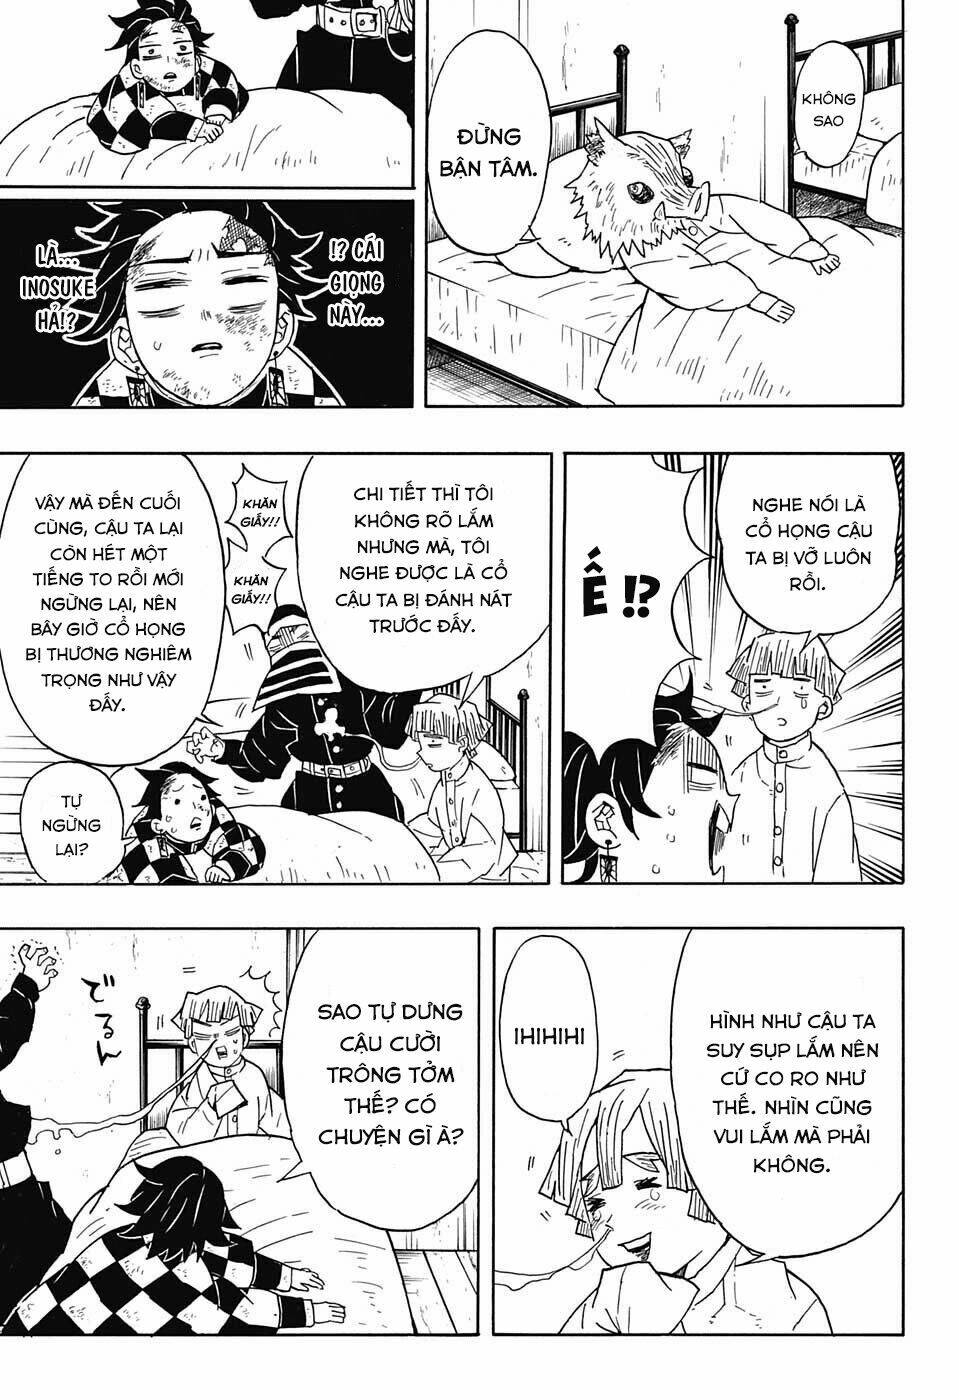 KHÔNG
SAO
ĐỪNG
BẬN TÂM.
!? CÁI
GIỌNG
NÀY...
LÀ...
INOSUKE
HẢ!?
NGHE NÓI LÀ
CỔ HỌNG CẬU
TA BỊ VỠ LUÔN
RỒI.
Ế !?
CHI TIẾT THÌ TÔI
KHÔNG RÕ LẮM
NHƯNG MÀ, TÔI
NGHE ĐƯỢC LÀ CỔ
CẬU TA BỊ ĐÁNH NÁT
TRƯỚC ĐẤY.
KHĂN
GIẤY!!
KHĂN
GIẤY!!
VẬY MÀ ĐẾN CUỐI
CÙNG, CẬU TA LẠI
CÒN HÉT MỘT
TIẾNG TO RỒI MỚI
NGỪNG LẠI, NÊN
BÂY GIỜ CỔ HỌNG
BỊ THƯƠNG NGHIÊM
TRỌNG NHƯ VẬY
ĐẤY.
TỰ
NGỪNG
LẠI?
HÌNH NHƯ CẬU TA
SUY SỤP LẮM NÊN
CỨ CO RO NHƯ
THẾ. NHÌN CŨNG
VUI LẮM MÀ PHẢI
KHÔNG.
IHIHIHI
SAO TỰ DƯNG
CẬU CƯỜI
TRÔNG TỞM
THẾ? CÓ
CHUYỆN GÌ À?
でるん